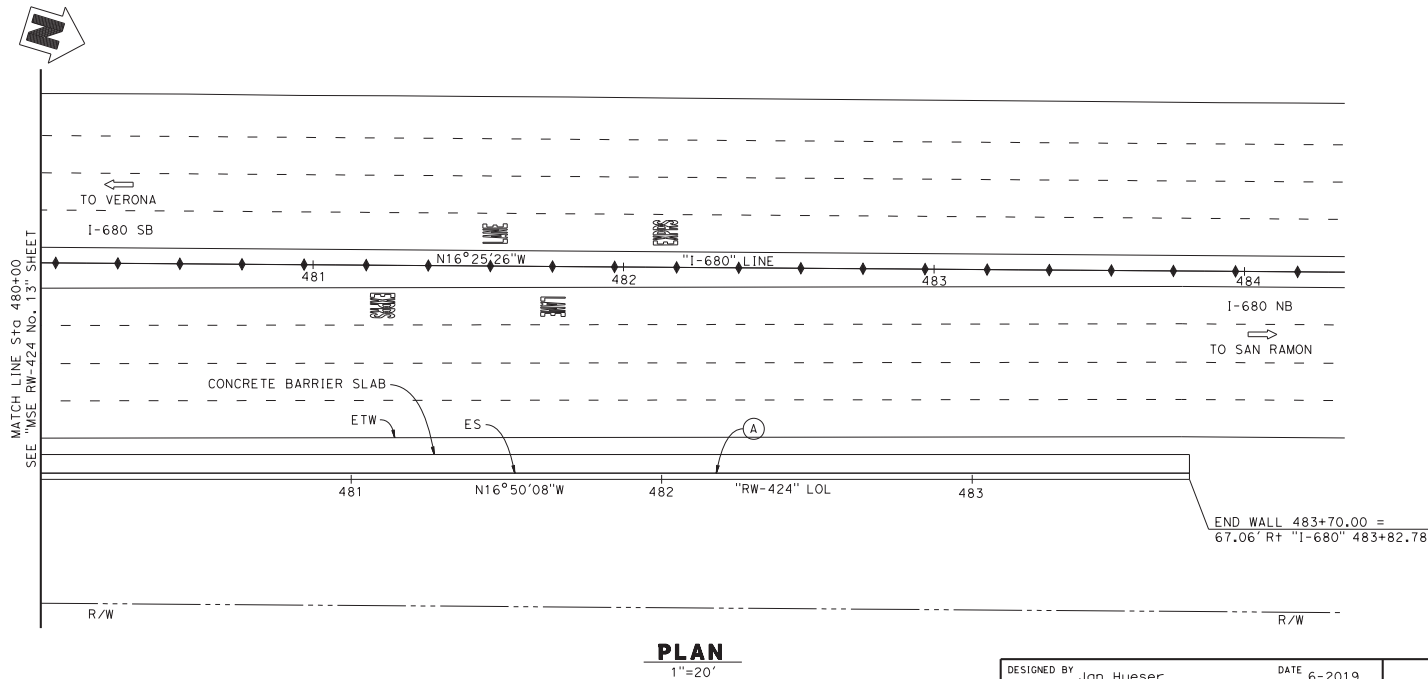 N
TO VERONA
I-680 SB
LANE
EXPRESS
MATCH LINE Sta 480+00
SEE "MSE RW-424 No. 13" SHEET
N16°25'26"W
"I-680" LINE
481
482
483
484
I-680 NB
TO SAN RAMON
CONCRETE BARRIER SLAB
ETW
ES
A
481
N16°50'08"W
482
"RW-424" LOL
483
END WALL 483+70.00 =
67.06' Rt "I-680" 483+82.78
R/W
R/W
PLAN
1"=20'
DESIGNED BY Jan Hueser DATE 6-2019